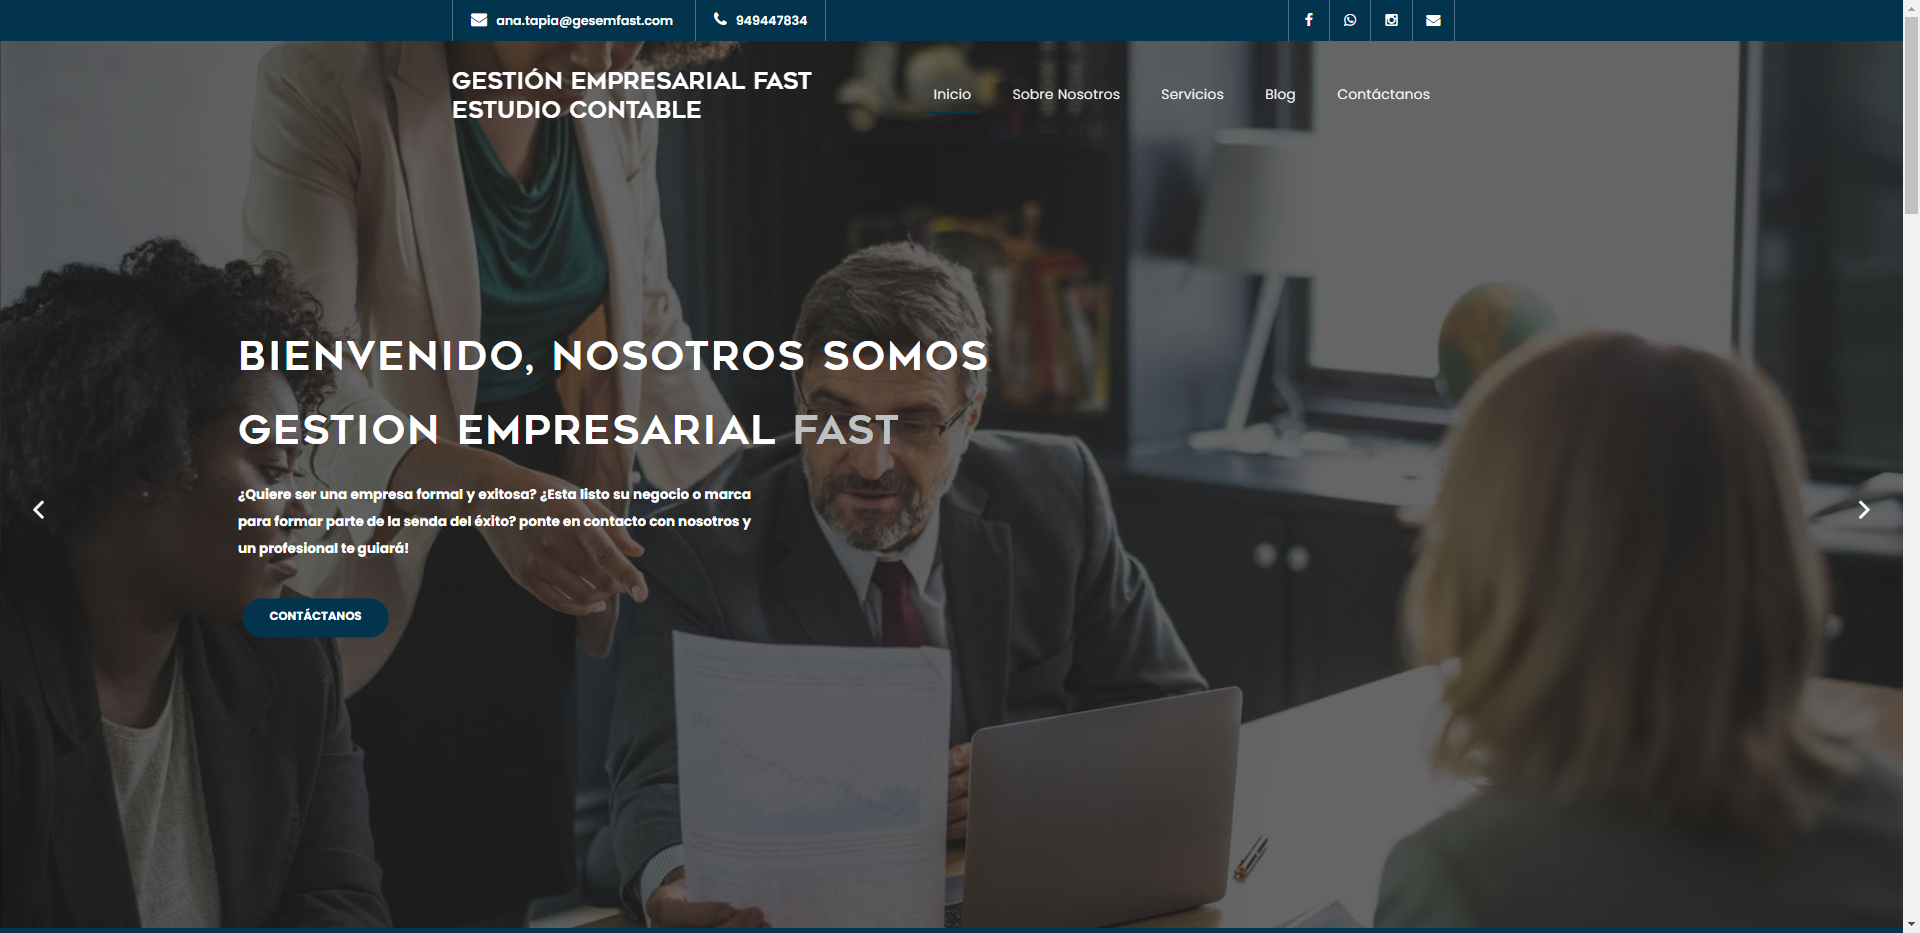 ana.tapia@gesemfast.com 949447834
GESTIÓN EMPRESARIAL FAST
ESTUDIO CONTABLE
Inicio Sobre Nosotros Servicios Blog Contáctanos
BIENVENIDO, NOSOTROS SOMOS
GESTION EMPRESARIAL FAST
¿Quiere ser una empresa formal y exitosa? ¿Esta listo su negocio o marca
para formar parte de la senda del éxito? ponte en contacto con nosotros y
un profesional te guiará!
CONTÁCTANOS